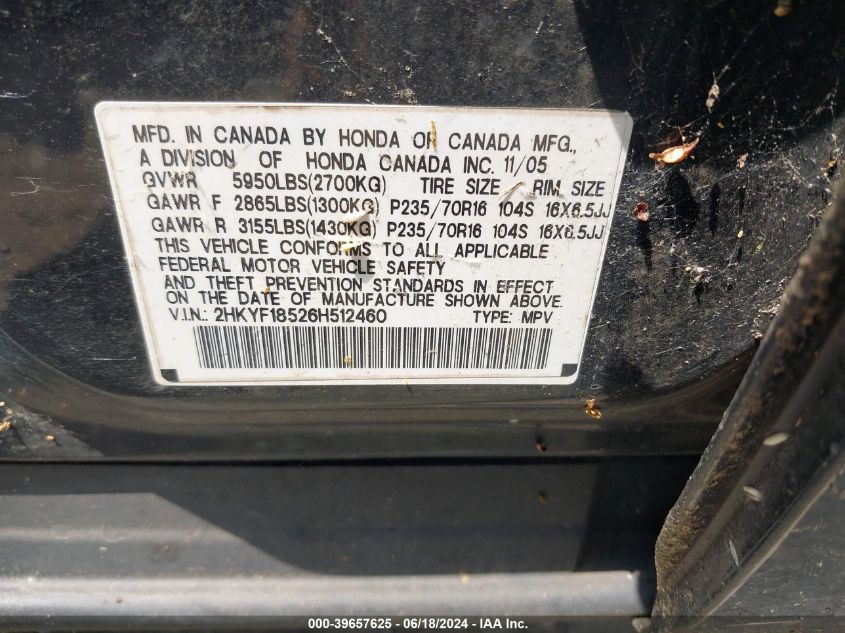 MFD. IN CANADA BY HONDA OF CANADA MFG.,
A DIVISION OF HONDA CANADA INC. 11/05
GVWR 5950LBS(2700KG) TIRE SIZE RIM SIZE
GAWR F 2865LBS(1300KG) P235/70R16 104S 16X6.5JJ
GAWR R 3155LBS(1430KG) P235/70R16 104S 16X6.5JJ
THIS VEHICLE CONFORMS TO ALL APPLICABLE
FEDERAL MOTOR VEHICLE SAFETY
AND THEFT PREVENTION STANDARDS IN EFFECT
ON THE DATE OF MANUFACTURE SHOWN ABOVE.
V.I.N.: 2HKYF18526H512460 TYPE: MPV
000-39657625 - 06/18/2024 - IAA Inc.